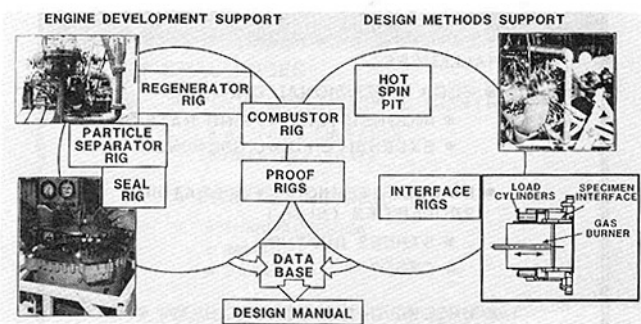 ENGINE DEVELOPMENT SUPPORT
DESIGN METHODS SUPPORT
REGENERATOR
RIG
PARTICLE
SEPARATOR
RIG
SEAL
RIG
COMBUSTOR
RIG
PROOF
RIGS
HOT
SPIN
PIT
INTERFACE
RIGS
LOAD
CYLINDERS
SPECIMEN
INTERFACE
GAS
BURNER
DATA
BASE
DESIGN MANUAL